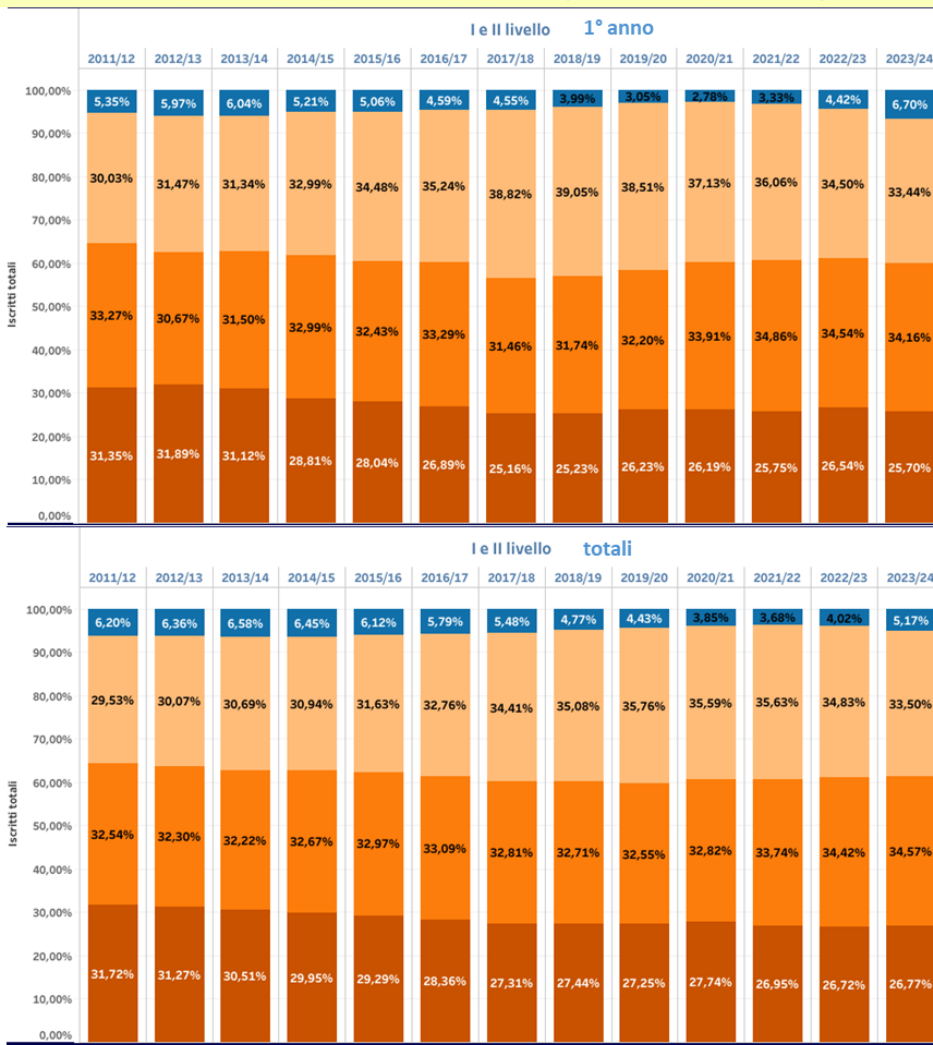 I e II livello 1° anno
2011/12 2012/13 2013/14 2014/15 2015/16 2016/17 2017/18 2018/19 2019/20 2020/21 2021/22 2022/23 2023/24
Iscritti totali
100,00%
5,35% 5,97% 6,04% 5,21% 5,06% 4,59% 4,55% 3,99% 3,05% 2,78% 3,33% 4,42% 6,70%
90,00%
80,00%
30,03% 31,47% 31,34% 32,99% 34,48% 35,24% 38,82% 39,05% 38,51% 37,13% 36,06% 34,50% 33,44%
70,00%
60,00%
50,00%
33,27% 30,67% 31,50% 32,99% 32,43% 33,29% 31,46% 31,74% 32,20% 33,91% 34,86% 34,54% 34,16%
40,00%
30,00%
20,00%
31,35% 31,89% 31,12% 28,81% 28,04% 26,89% 25,16% 25,23% 26,23% 26,19% 25,75% 26,54% 25,70%
10,00%
0,00%
I e II livello totali
2011/12 2012/13 2013/14 2014/15 2015/16 2016/17 2017/18 2018/19 2019/20 2020/21 2021/22 2022/23 2023/24
Iscritti totali
100,00%
6,20% 6,36% 6,58% 6,45% 6,12% 5,79% 5,48% 4,77% 4,43% 3,85% 3,68% 4,02% 5,17%
90,00%
80,00%
29,53% 30,07% 30,69% 30,94% 31,63% 32,76% 34,41% 35,08% 35,76% 35,59% 35,63% 34,83% 33,50%
70,00%
60,00%
50,00%
32,54% 32,30% 32,22% 32,67% 32,97% 33,09% 32,81% 32,71% 32,55% 32,82% 33,74% 34,42% 34,57%
40,00%
30,00%
20,00%
31,72% 31,27% 30,51% 29,95% 29,29% 28,36% 27,31% 27,44% 27,25% 27,74% 26,95% 26,72% 26,77%
10,00%
0,00%